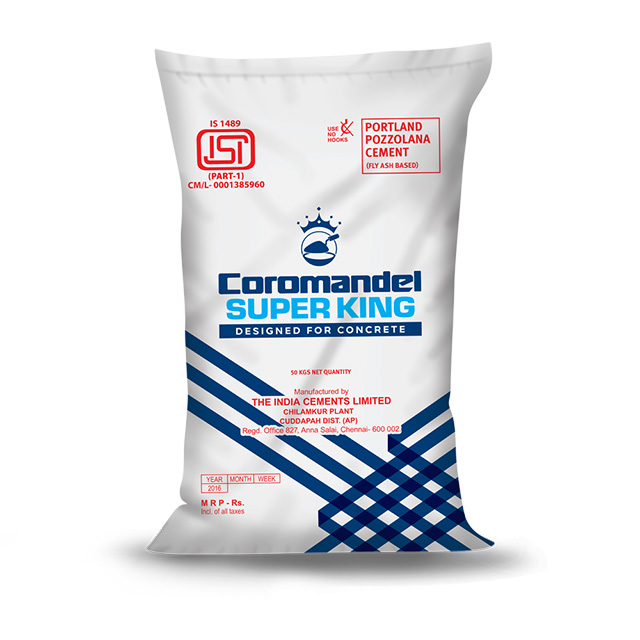 IS 1489
ISI
(PART-1)
CM/L- 0001385960
USE
NO
HOOKS
PORTLAND
POZZOLANA
CEMENT
(FLY ASH BASED)
Coromandel
SUPER KING
DESIGNED FOR CONCRETE
50 KGS NET QUANTITY
Manufactured by
THE INDIA CEMENTS LIMITED
CHILAMKUR PLANT
CUDDAPAH DIST. (AP)
Regd. Office 827, Anna Salai, Chennai- 600 002.
YEAR MONTH WEEK
2016
M R P - Rs.
Incl. of all taxes